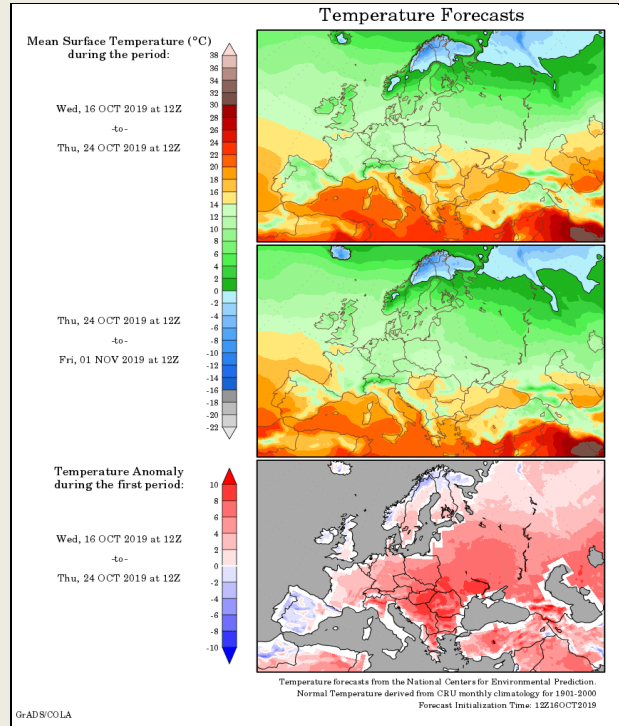 Temperature Forecasts
Mean Surface Temperature (°C)
during the period:
Wed, 16 OCT 2019 at 12Z
-to-
Thu, 24 OCT 2019 at 12Z
38
36
34
32
30
28
26
24
22
20
18
16
14
12
10
8
6
4
2
0
-2
-4
-6
-8
-10
-12
-14
-16
-18
-20
-22
Thu, 24 OCT 2019 at 12Z
-to-
Fri, 01 NOV 2019 at 12Z
Temperature Anomaly
during the first period:
Wed, 16 OCT 2019 at 12Z
-to-
Thu, 24 OCT 2019 at 12Z
10
8
6
4
2
0
-2
-4
-6
-8
-10
Temperature forecasts from the National Centers for Environmental Prediction.
Normal Temperature derived from CRU monthly climatology for 1901-2000
Forecast Initialization Time: 12Z16OCT2019
GrADS/COLA